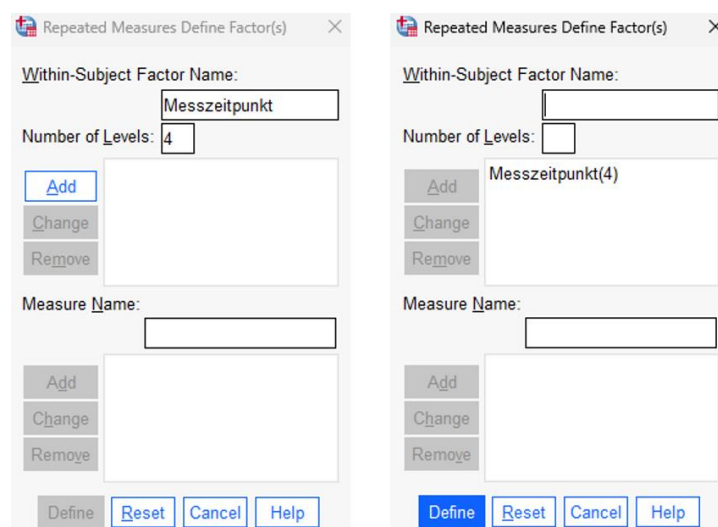 Repeated Measures Define Factor(s)
Within-Subject Factor Name:
Messzeitpunkt
Number of Levels: 4
Add
Change
Remove
Measure Name:
Add
Change
Remove
Define Reset Cancel Help
Repeated Measures Define Factor(s)
Within-Subject Factor Name:
Number of Levels:
Messzeitpunkt(4)
Add
Change
Remove
Measure Name:
Add
Change
Remove
Define Reset Cancel Help